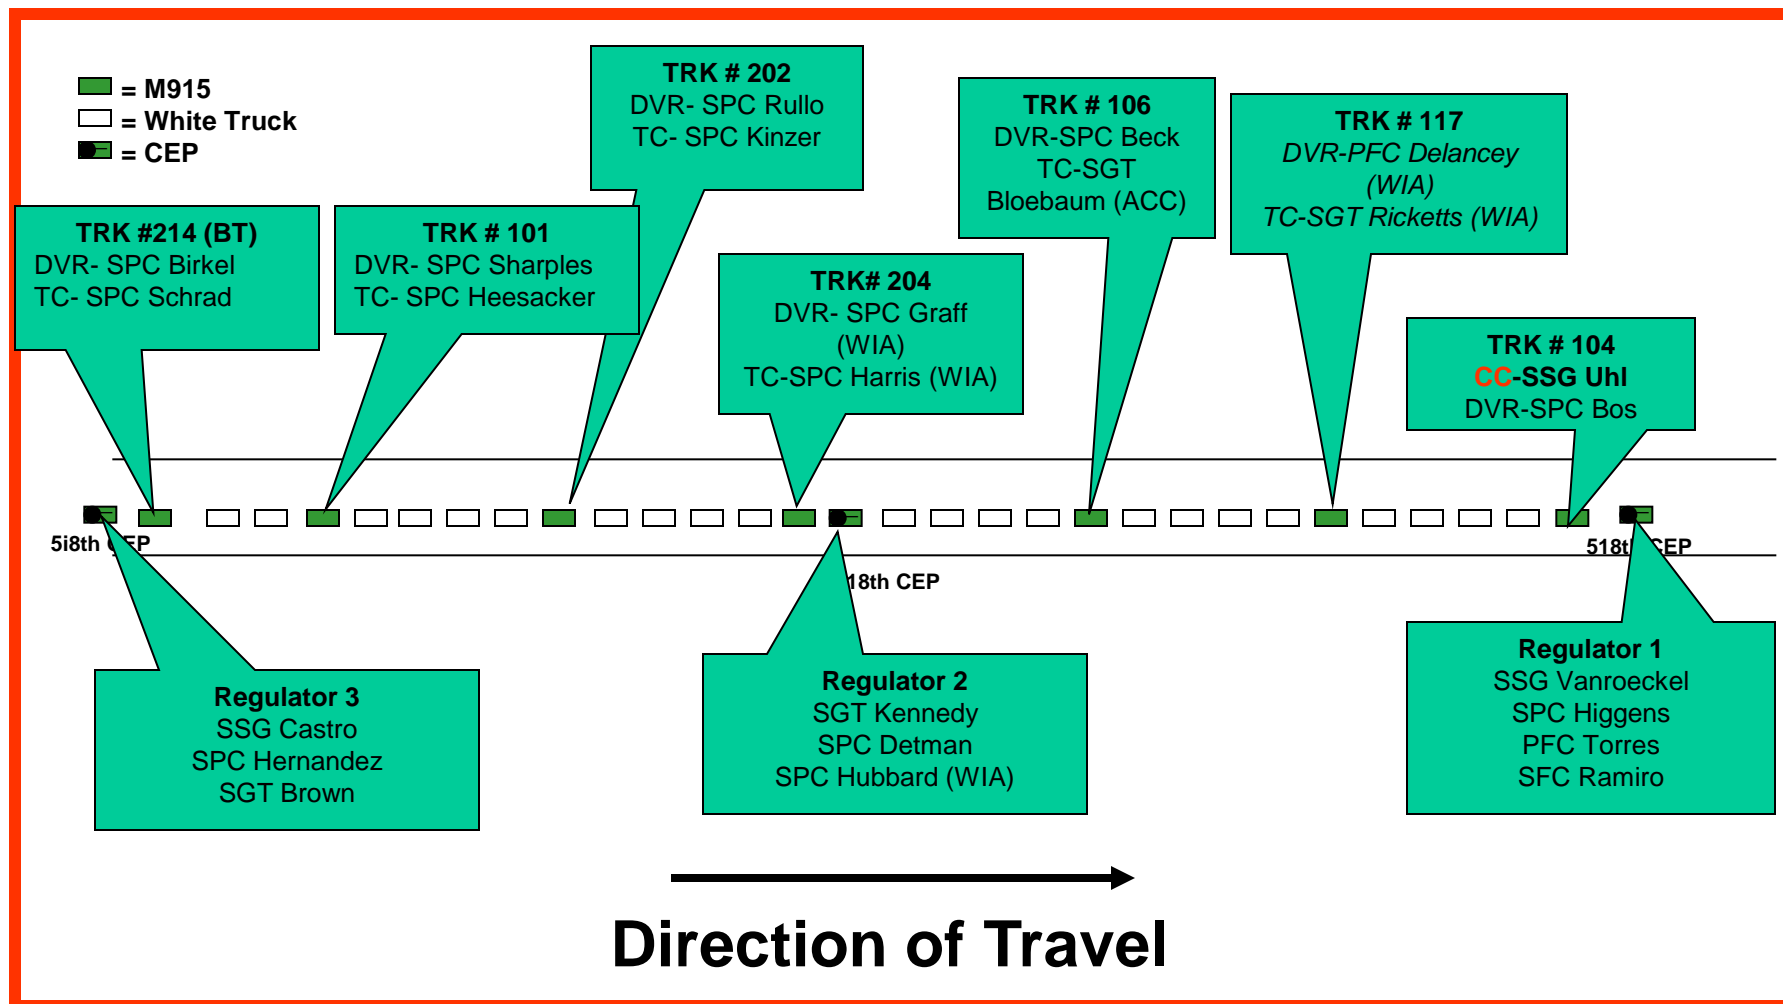 = M915
= White Truck
= CEP
TRK # 202
DVR- SPC Rullo
TC- SPC Kinzer
TRK # 106
DVR-SPC Beck
TC-SGT
Bloebaum (ACC)
TRK # 117
DVR-PFC Delancey
(WIA)
TC-SGT Ricketts (WIA)
TRK #214 (BT)
DVR- SPC Birkel
TC- SPC Schrad
TRK # 101
DVR- SPC Sharples
TC- SPC Heesacker
TRK# 204
DVR- SPC Graff
(WIA)
TC-SPC Harris (WIA)
TRK # 104
CC-SSG Uhl
DVR-SPC Bos
5i8th CEP
18th CEP
518th CEP
Regulator 3
SSG Castro
SPC Hernandez
SGT Brown
Regulator 2
SGT Kennedy
SPC Detman
SPC Hubbard (WIA)
Regulator 1
SSG Vanroeckel
SPC Higgens
PFC Torres
SFC Ramiro
Direction of Travel